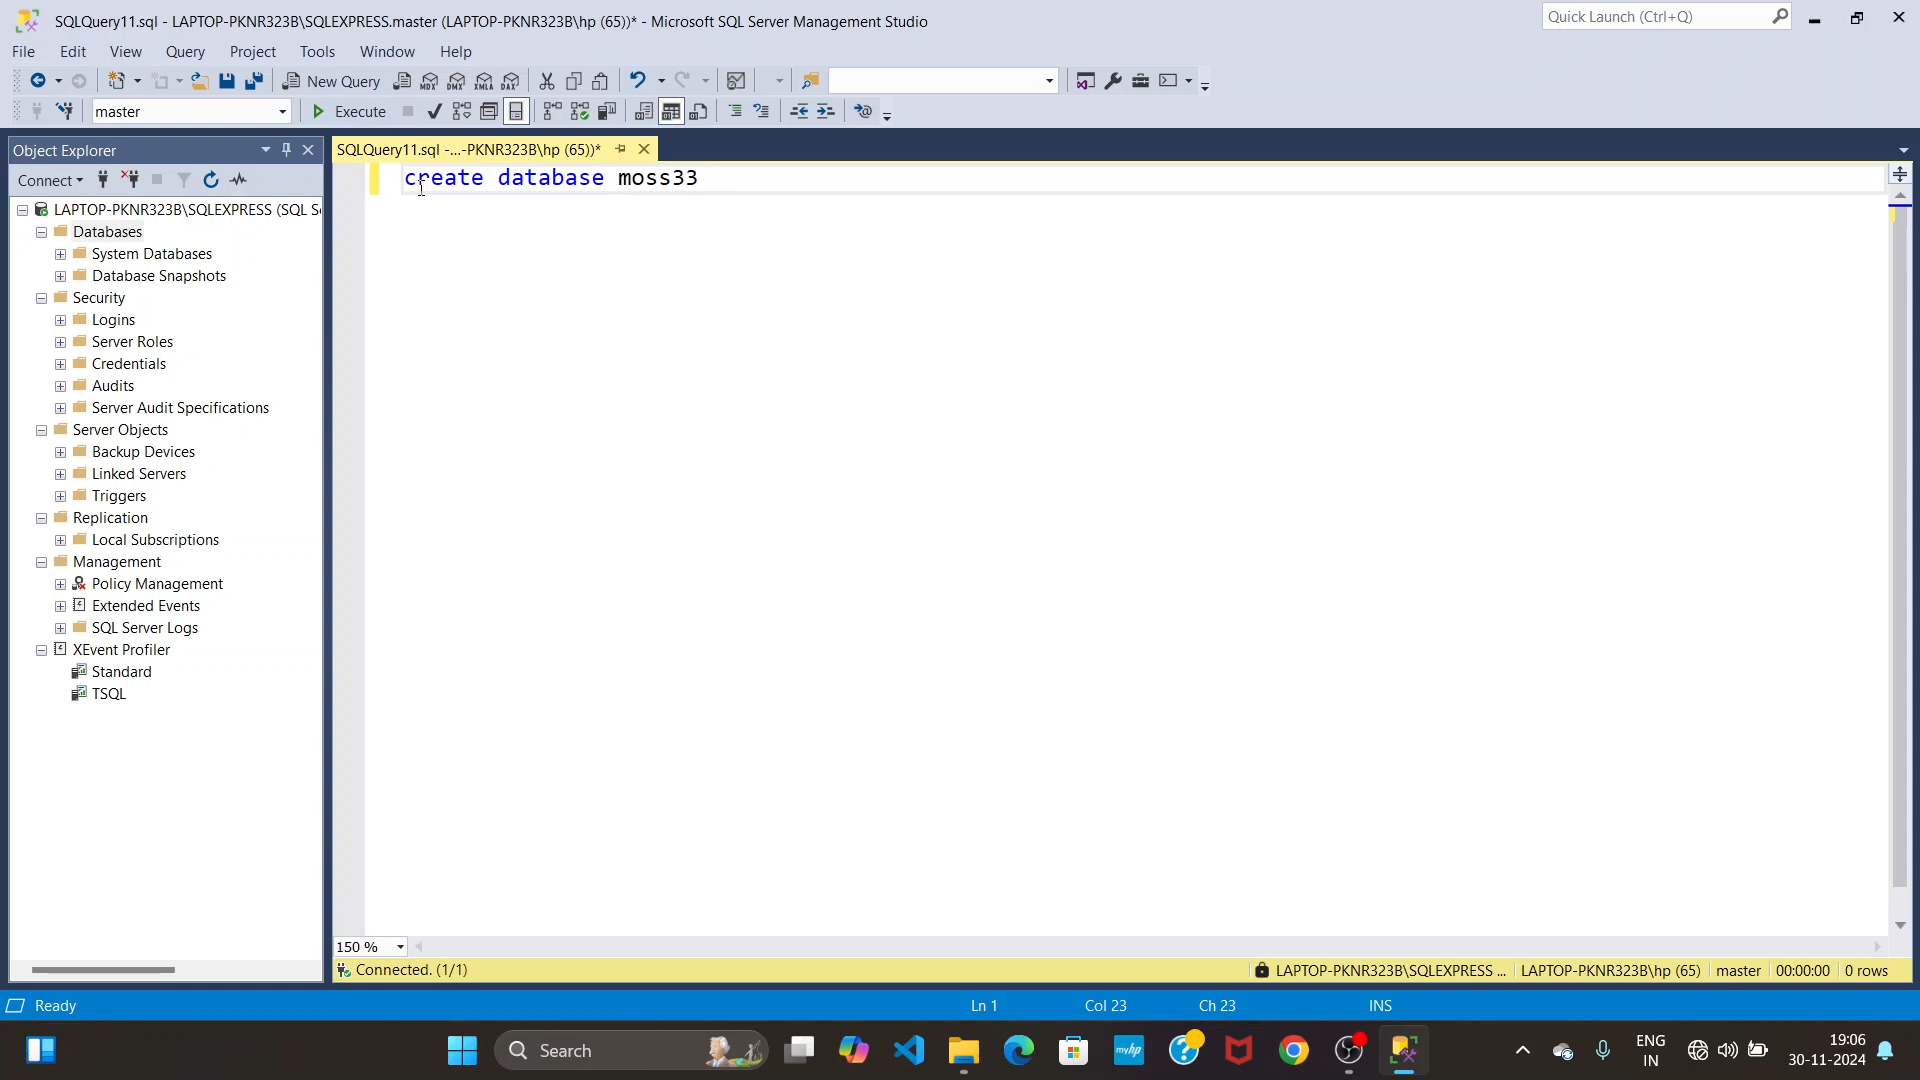 SQLQuery11.sql - LAPTOP-PKNR323B\SQLEXPRESS.master (LAPTOP-PKNR323B\hp (65))* - Microsoft SQL Server Management Studio
Quick Launch (Ctrl+Q)
File Edit View Query Project Tools Window Help
New Query MDX DMX XMLA DAX
master Execute
Object Explorer
SQLQuery11.sql -...-PKNR323B\hp (65))*
Connect
create database moss33
LAPTOP-PKNR323B\SQLEXPRESS (SQL S
Databases
System Databases
Database Snapshots
Security
Logins
Server Roles
Credentials
Audits
Server Audit Specifications
Server Objects
Backup Devices
Linked Servers
Triggers
Replication
Local Subscriptions
Management
Policy Management
Extended Events
SQL Server Logs
XEvent Profiler
Standard
TSQL
150 %
Connected. (1/1)
LAPTOP-PKNR323B\SQLEXPRESS ... LAPTOP-PKNR323B\hp (65) master 00:00:00 0 rows
Ready Ln 1 Col 23 Ch 23 INS
Search
myhp
ENG
IN
19:06
30-11-2024